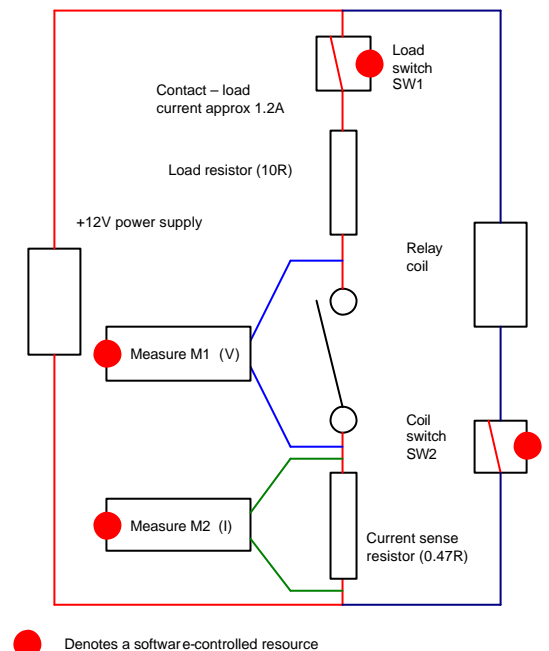 Load
switch
SW1
Contact – load
current approx 1.2A
Load resistor (10R)
+12V power supply
Relay
coil
Measure M1 (V)
Coil
switch
SW2
Measure M2 (I)
Current sense
resistor (0.47R)
Denotes a software-controlled resource